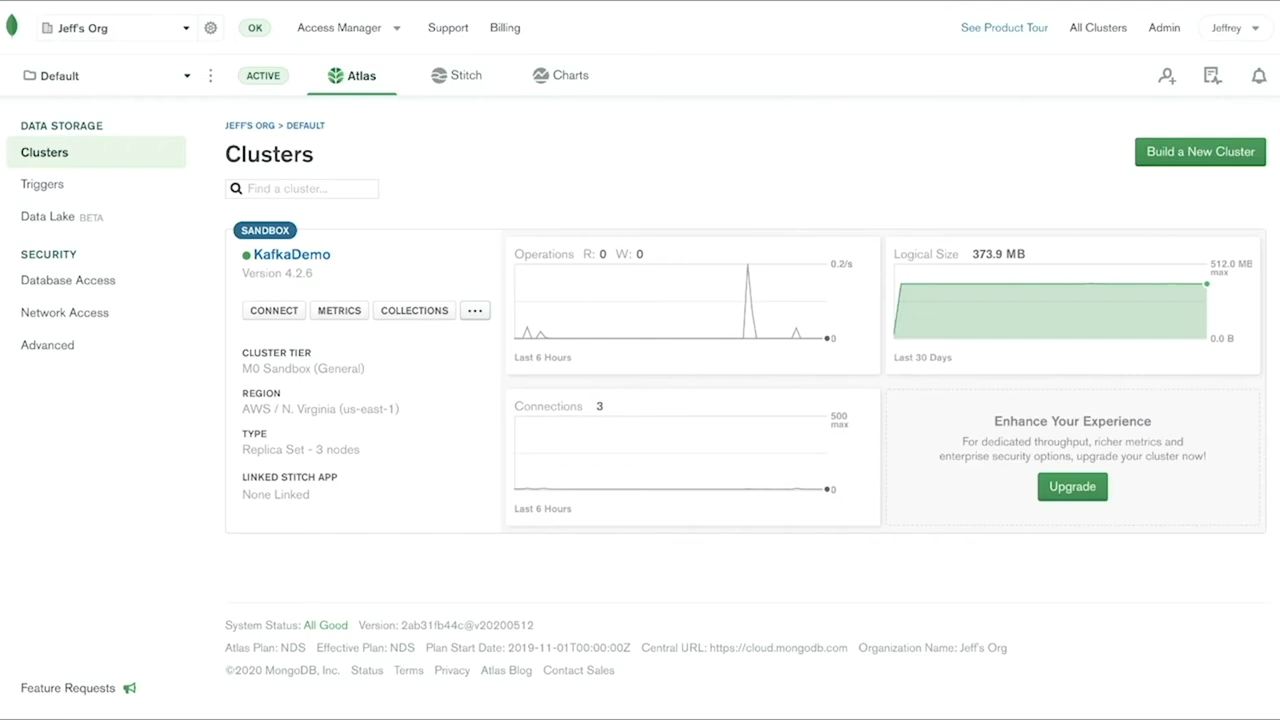 Jeff's Org OK Access Manager Support Billing See Product Tour All Clusters Admin Jeffrey
Default ACTIVE Atlas Stitch Charts
DATA STORAGE
Clusters
Triggers
Data Lake BETA
SECURITY
Database Access
Network Access
Advanced
JEFF'S ORG > DEFAULT
Clusters
Build a New Cluster
Find a cluster...
SANDBOX
KafkaDemo
Version 4.2.6
CONNECT METRICS COLLECTIONS ...
CLUSTER TIER
M0 Sandbox (General)
REGION
AWS / N. Virginia (us-east-1)
TYPE
Replica Set - 3 nodes
LINKED STITCH APP
None Linked
Operations R: 0 W: 0
0.2/s
0
Last 6 Hours
Logical Size 373.9 MB
512.0 MB
max
0.0 B
Last 30 Days
Connections 3
500
max
0
Last 6 Hours
Enhance Your Experience
For dedicated throughput, richer metrics and
enterprise security options, upgrade your cluster now!
Upgrade
System Status: All Good Version: 2ab31fb44c@v20200512
Atlas Plan: NDS Effective Plan: NDS Plan Start Date: 2019-11-01T00:00:00Z Central URL: https://cloud.mongodb.com Organization Name: Jeff's Org
©2020 MongoDB, Inc. Status Terms Privacy Atlas Blog Contact Sales
Feature Requests